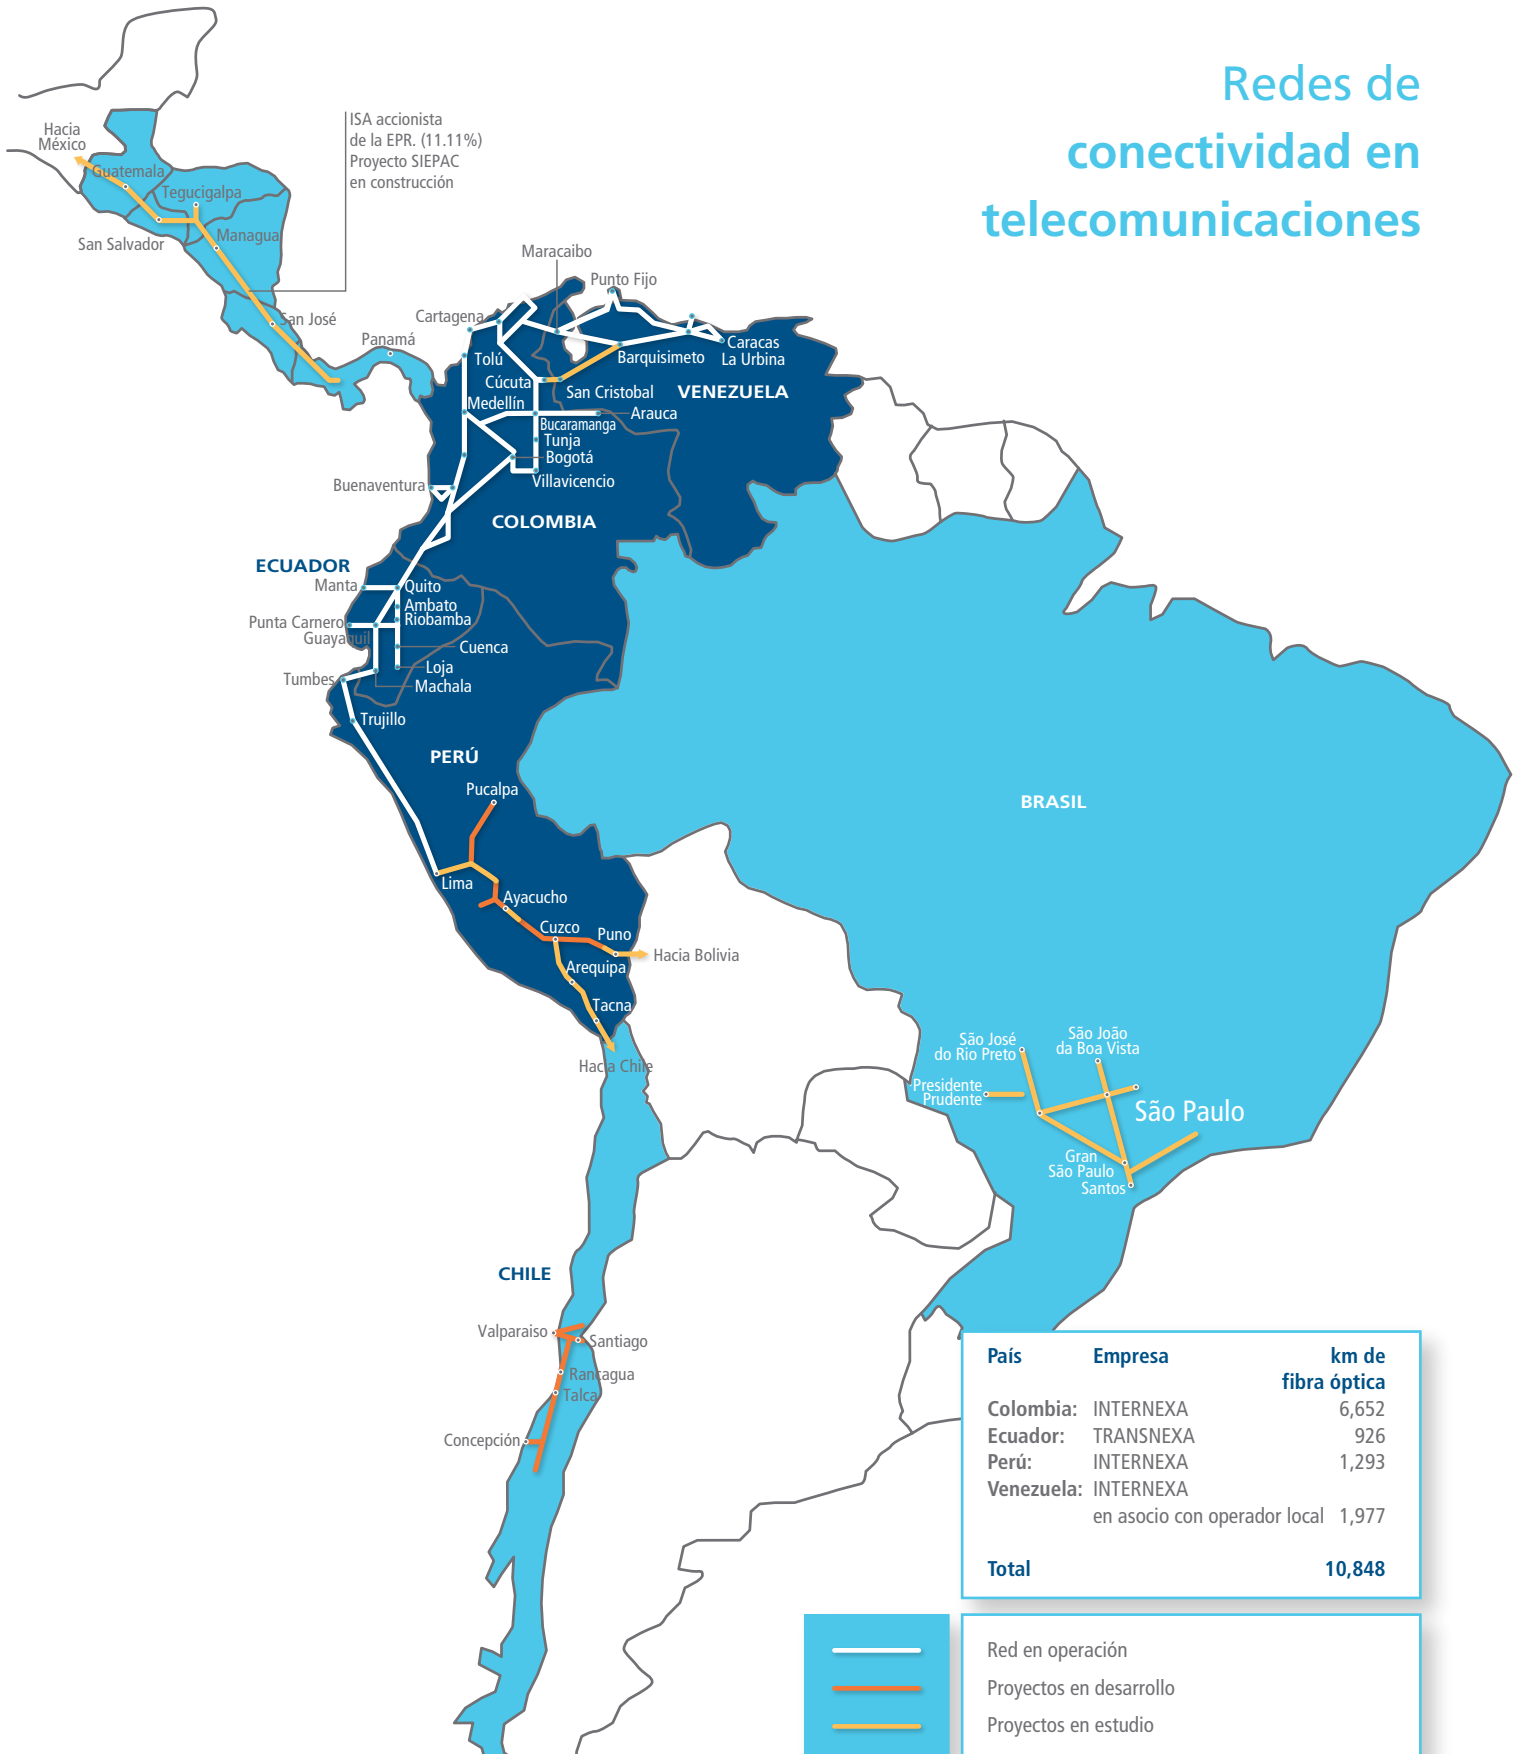 Redes de
conectividad en
telecomunicaciones
Hacia
México
ISA accionista
de la EPR. (11.11%)
Proyecto SIEPAC
en construcción
Guatemala
Tegucigalpa
San Salvador
Managua
San José
Panamá
Maracaibo
Punto Fijo
Cartagena
Caracas
La Urbina
Barquisimeto
Tolú
Cúcuta
San Cristobal
VENEZUELA
Medellín
Arauca
Bucaramanga
Tunja
Bogotá
Villavicencio
Buenaventura
COLOMBIA
ECUADOR
Manta
Quito
Ambato
Riobamba
Punta Carnero
Guayaquil
Cuenca
Loja
Machala
Tumbes
Trujillo
PERÚ
Pucalpa
BRASIL
Lima
Ayacucho
Cuzco
Puno
Hacia Bolivia
Arequipa
Tacna
Hacia Chile
São José
do Rio Preto
São João
da Boa Vista
Presidente
Prudente
São Paulo
Gran
São Paulo
Santos
CHILE
Valparaiso
Santiago
Rancagua
Talca
Concepción
País Empresa km de
fibra óptica
Colombia: INTERNEXA 6,652
Ecuador: TRANSNEXA 926
Perú: INTERNEXA 1,293
Venezuela: INTERNEXA
en asocio con operador local 1,977
Total 10,848
Red en operación
Proyectos en desarrollo
Proyectos en estudio